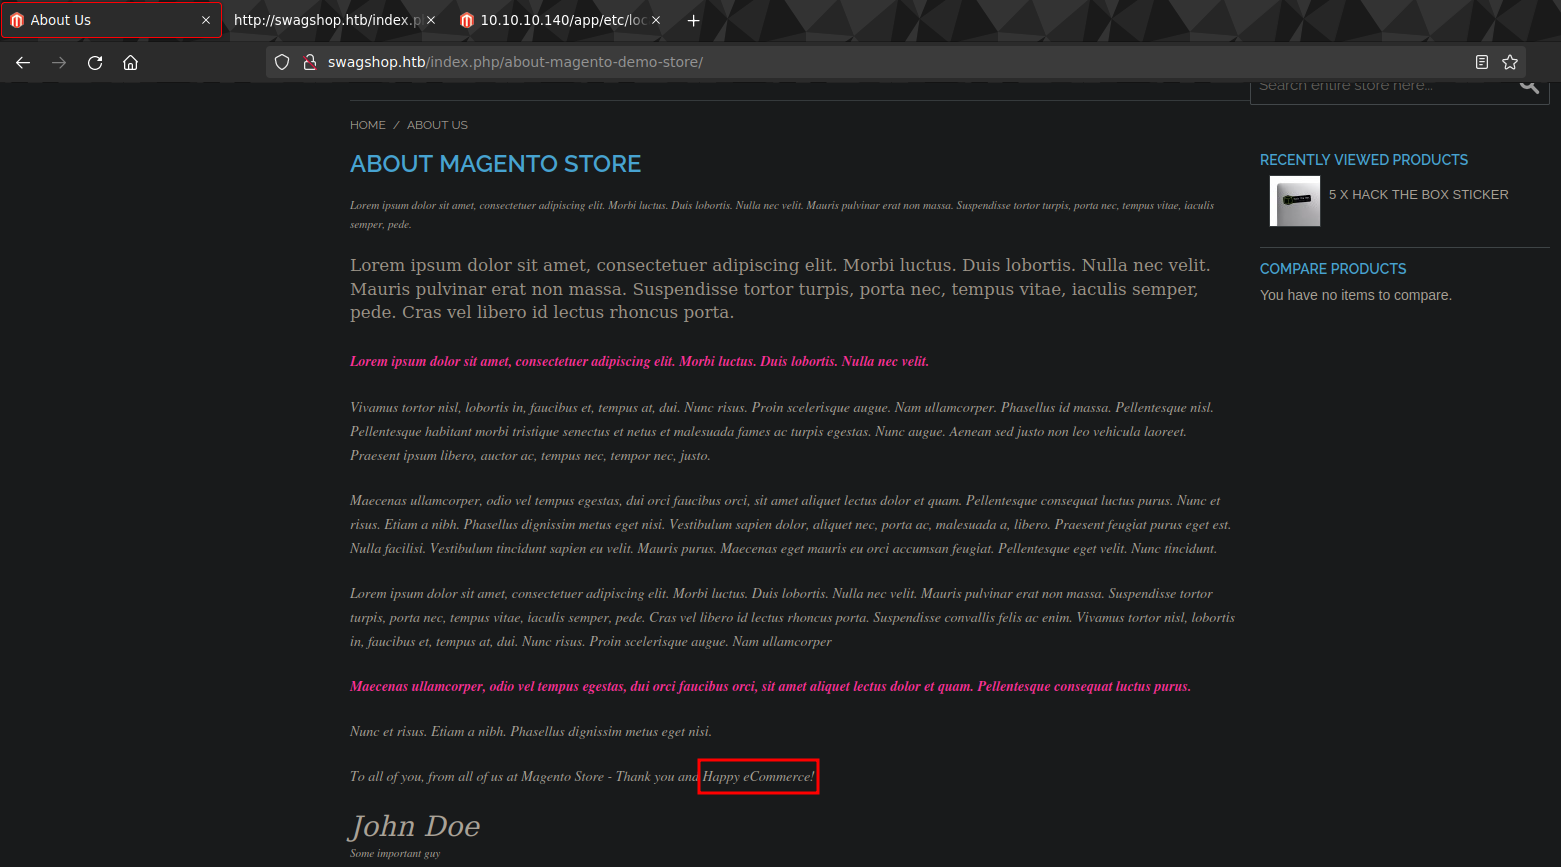 About Us
http://swagshop.htb/index.p
10.10.10.140/app/etc/loc
swagshop.htb/index.php/about-magento-demo-store/
Search entire store here...
HOME / ABOUT US
ABOUT MAGENTO STORE
Lorem ipsum dolor sit amet, consectetuer adipiscing elit. Morbi luctus. Duis lobortis. Nulla nec velit. Mauris pulvinar erat non massa. Suspendisse tortor turpis, porta nec, tempus vitae, iaculis
semper, pede.
Lorem ipsum dolor sit amet, consectetuer adipiscing elit. Morbi luctus. Duis lobortis. Nulla nec velit.
Mauris pulvinar erat non massa. Suspendisse tortor turpis, porta nec, tempus vitae, iaculis semper,
pede. Cras vel libero id lectus rhoncus porta.
Lorem ipsum dolor sit amet, consectetuer adipiscing elit. Morbi luctus. Duis lobortis. Nulla nec velit.
Vivamus tortor nisl, lobortis in, faucibus et, tempus at, dui. Nunc risus. Proin scelerisque augue. Nam ullamcorper. Phasellus id massa. Pellentesque nisl.
Pellentesque habitant morbi tristique senectus et netus et malesuada fames ac turpis egestas. Nunc augue. Aenean sed justo non leo vehicula laoreet.
Praesent ipsum libero, auctor ac, tempus nec, tempor nec, justo.
Maecenas ullamcorper, odio vel tempus egestas, dui orci faucibus orci, sit amet aliquet lectus dolor et quam. Pellentesque consequat luctus purus. Nunc et
risus. Etiam a nibh. Phasellus dignissim metus eget nisi. Vestibulum sapien dolor, aliquet nec, porta ac, malesuada a, libero. Praesent feugiat purus eget est.
Nulla facilisi. Vestibulum tincidunt sapien eu velit. Mauris purus. Maecenas eget mauris eu orci accumsan feugiat. Pellentesque eget velit. Nunc tincidunt.
Lorem ipsum dolor sit amet, consectetuer adipiscing elit. Morbi luctus. Duis lobortis. Nulla nec velit. Mauris pulvinar erat non massa. Suspendisse tortor
turpis, porta nec, tempus vitae, iaculis semper, pede. Cras vel libero id lectus rhoncus porta. Suspendisse convallis felis ac enim. Vivamus tortor nisl, lobortis
in, faucibus et, tempus at, dui. Nunc risus. Proin scelerisque augue. Nam ullamcorper
Maecenas ullamcorper, odio vel tempus egestas, dui orci faucibus orci, sit amet aliquet lectus dolor et quam. Pellentesque consequat luctus purus.
Nunc et risus. Etiam a nibh. Phasellus dignissim metus eget nisi.
To all of you, from all of us at Magento Store - Thank you and Happy eCommerce!
John Doe
Some important guy
RECENTLY VIEWED PRODUCTS
5 X HACK THE BOX STICKER
COMPARE PRODUCTS
You have no items to compare.